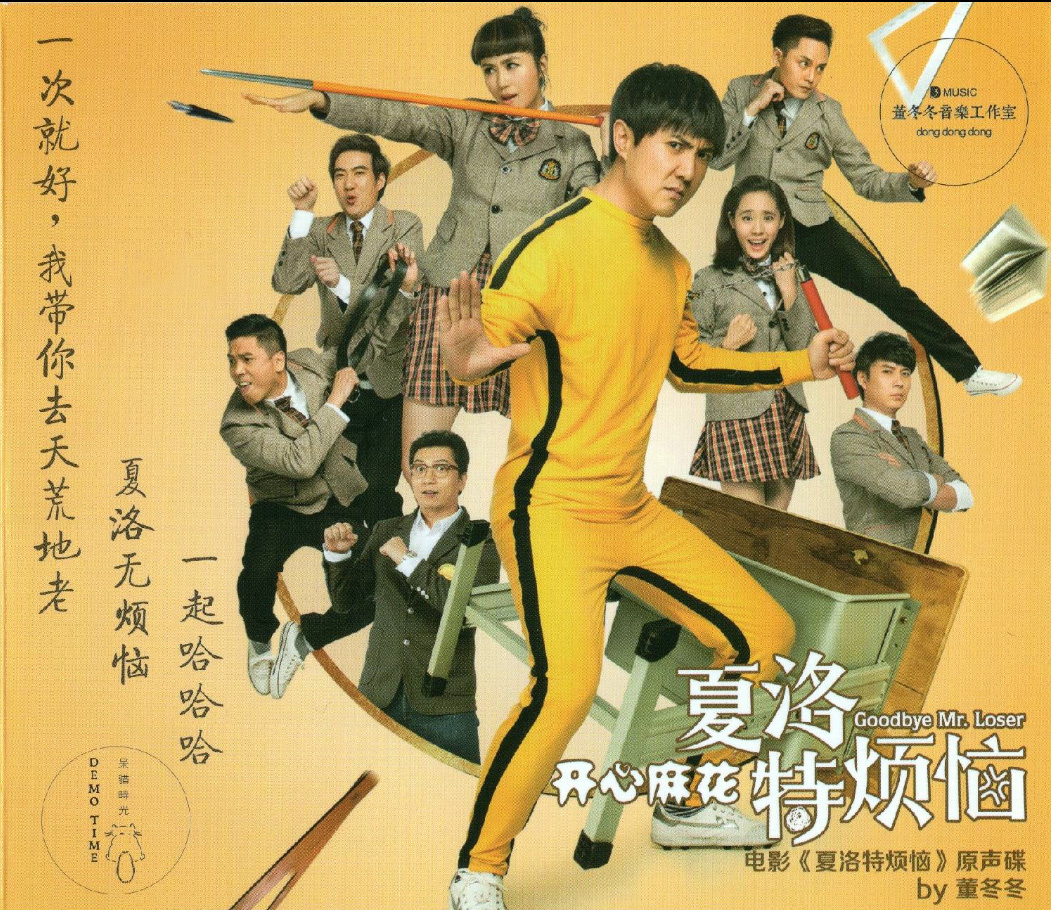 一次就好，我带你去天荒地老
夏洛无烦恼
一起哈哈哈哈
MUSIC
董冬冬音樂工作室
dong dong dong
夏洛
Goodbye Mr. Loser
开心麻花
特烦恼
电影《夏洛特烦恼》原声碟
by 董冬冬
DEMO TIME
呆猫時光